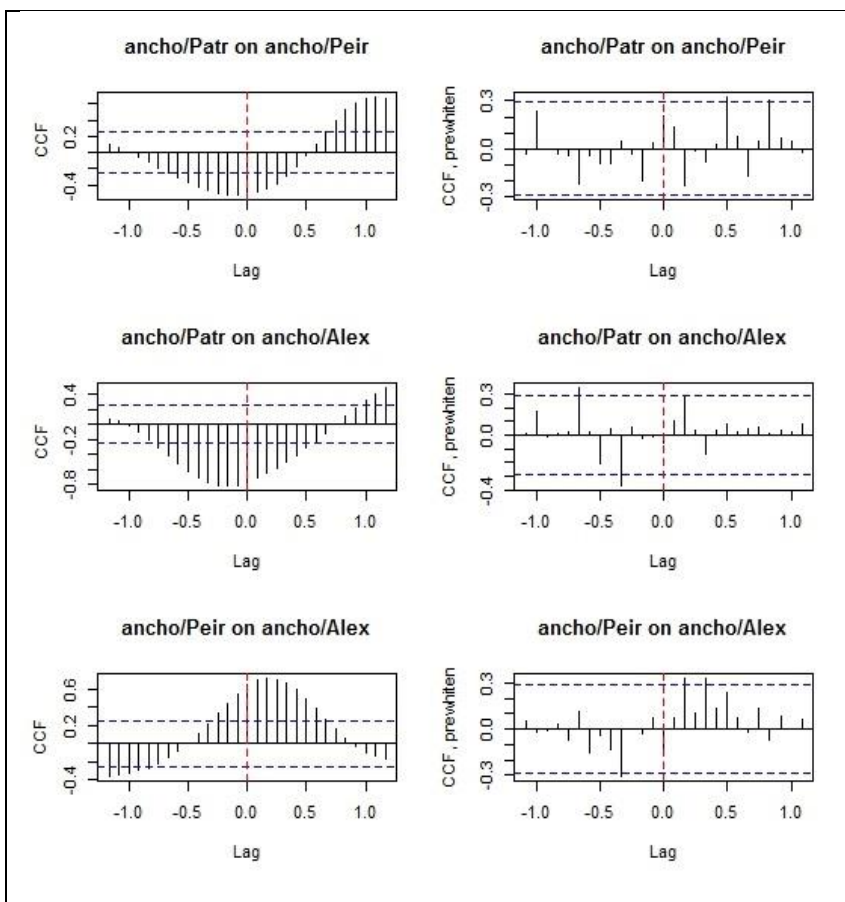 ancho/Patr on ancho/Peir
CCF
0.2
-0.4
-1.0 -0.5 0.0 0.5 1.0
Lag
ancho/Patr on ancho/Peir
CCF, prewhiten
0.3
0.0
-0.3
-1.0 -0.5 0.0 0.5 1.0
Lag
ancho/Patr on ancho/Alex
CCF
0.4
-0.2
-0.8
-1.0 -0.5 0.0 0.5 1.0
Lag
ancho/Patr on ancho/Alex
CCF, prewhiten
0.3
0.0
-0.4
-1.0 -0.5 0.0 0.5 1.0
Lag
ancho/Peir on ancho/Alex
CCF
0.6
0.2
-0.4
-1.0 -0.5 0.0 0.5 1.0
Lag
ancho/Peir on ancho/Alex
CCF, prewhiten
0.3
0.0
-0.3
-1.0 -0.5 0.0 0.5 1.0
Lag